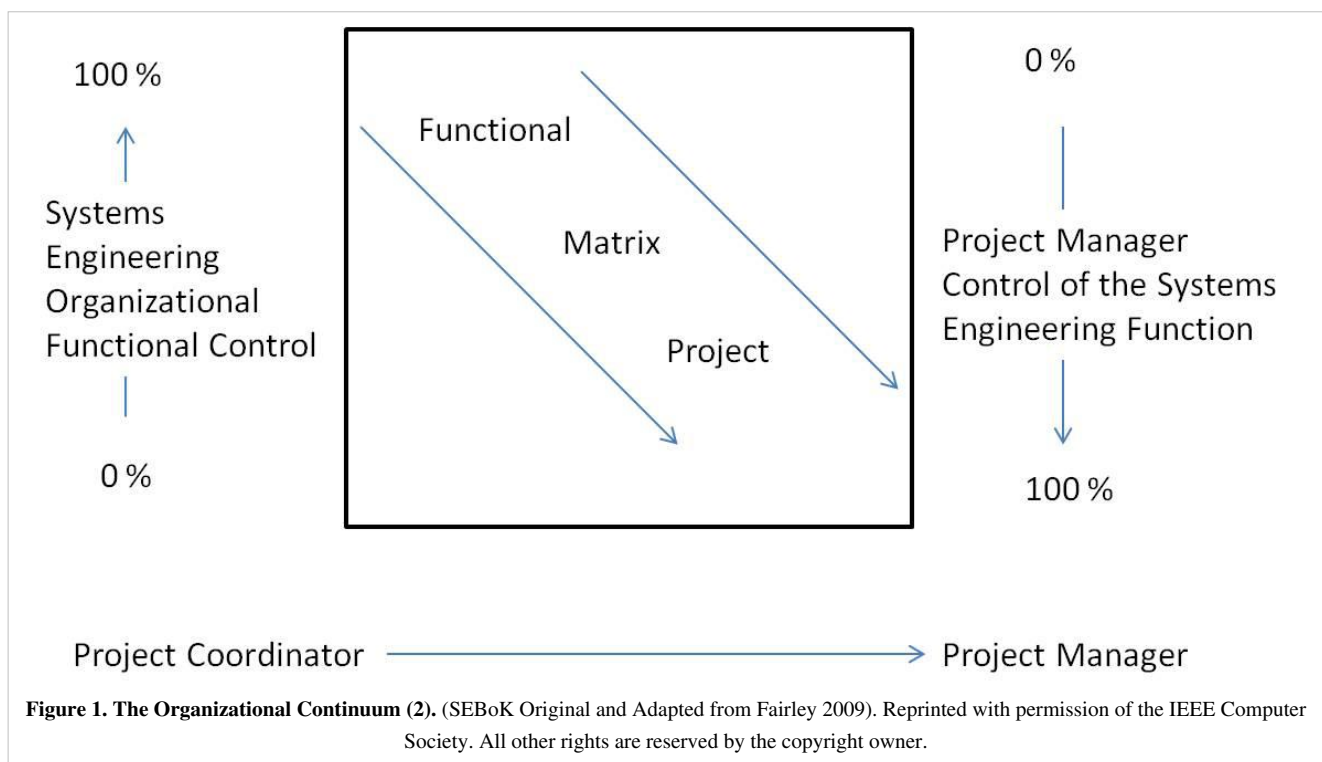 100 %
0 %
Functional
Systems
Engineering
Organizational
Functional Control
Matrix
Project Manager
Control of the Systems
Engineering Function
Project
0 %
100 %
Project Coordinator
Project Manager
Figure 1. The Organizational Continuum (2). (SEBoK Original and Adapted from Fairley 2009). Reprinted with permission of the IEEE Computer
Society. All other rights are reserved by the copyright owner.